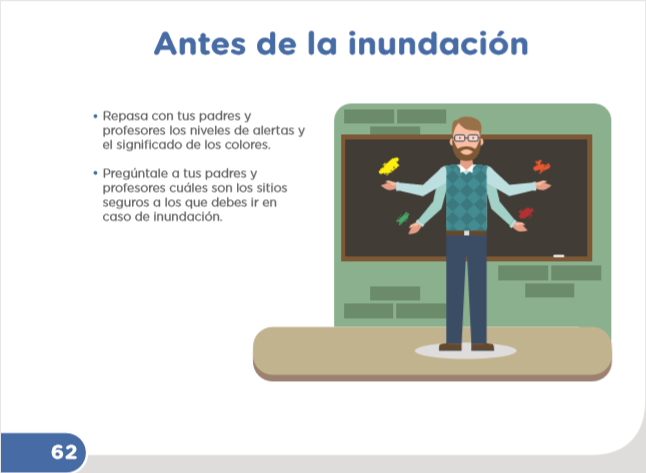 Antes de la inundación
• Repasa con tus padres y
profesores los niveles de alertas y
el significado de los colores.
• Pregúntale a tus padres y
profesores cuáles son los sitios
seguros a los que debes ir en
caso de inundación.
62